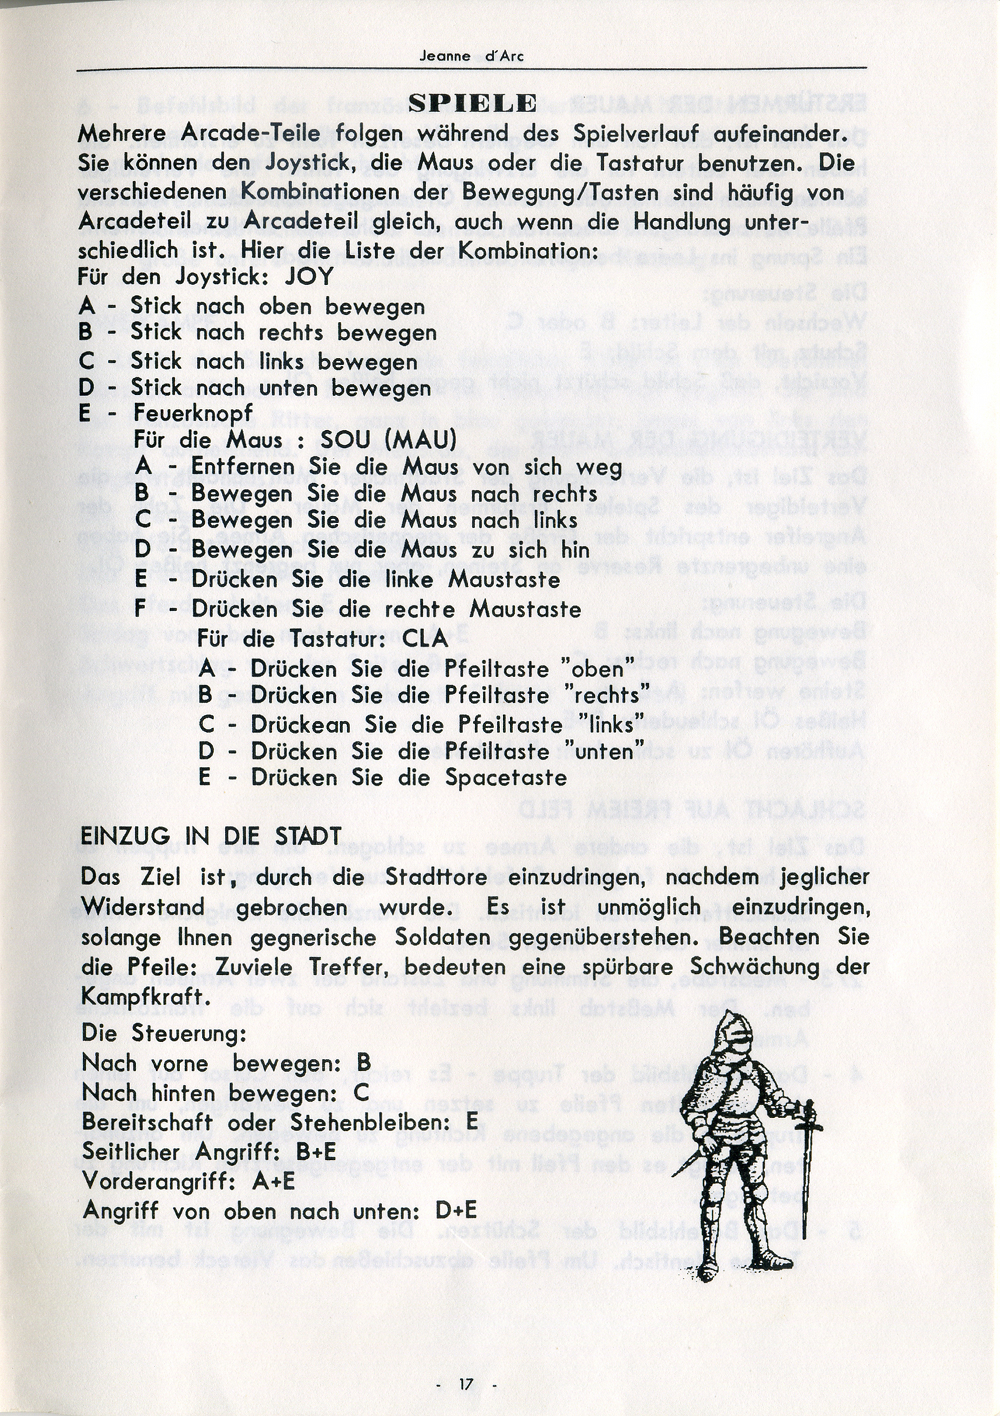 Jeanne d'Arc
SPIELE
Mehrere Arcade-Teile folgen während des Spielverlauf aufeinander.
Sie können den Joystick, die Maus oder die Tastatur benutzen. Die
verschiedenen Kombinationen der Bewegung/Tasten sind häufig von
Arcadeteil zu Arcadeteil gleich, auch wenn die Handlung unter-
schiedlich ist. Hier die Liste der Kombination:
Für den Joystick: JOY
A - Stick nach oben bewegen
B - Stick nach rechts bewegen
C - Stick nach links bewegen
D - Stick nach unten bewegen
E - Feuerknopf
Für die Maus : SOU (MAU)
A - Entfernen Sie die Maus von sich weg
B - Bewegen Sie die Maus nach rechts
C - Bewegen Sie die Maus nach links
D - Bewegen Sie die Maus zu sich hin
E - Drücken Sie die linke Maustaste
F - Drücken Sie die rechte Maustaste
Für die Tastatur: CLA
A - Drücken Sie die Pfeiltaste "oben"
B - Drücken Sie die Pfeiltaste "rechts"
C - Drückean Sie die Pfeiltaste "links"
D - Drücken Sie die Pfeiltaste "unten"
E - Drücken Sie die Spacetaste
EINZUG IN DIE STADT
Das Ziel ist, durch die Stadttore einzudringen, nachdem jeglicher
Widerstand gebrochen wurde. Es ist unmöglich einzudringen,
solange Ihnen gegnerische Soldaten gegenüberstehen. Beachten Sie
die Pfeile: Zuviele Treffer, bedeuten eine spürbare Schwächung der
Kampfkraft.
Die Steuerung:
Nach vorne bewegen: B
Nach hinten bewegen: C
Bereitschaft oder Stehenbleiben: E
Seitlicher Angriff: B+E
Vorderangriff: A+E
Angriff von oben nach unten: D+E
- 17 -